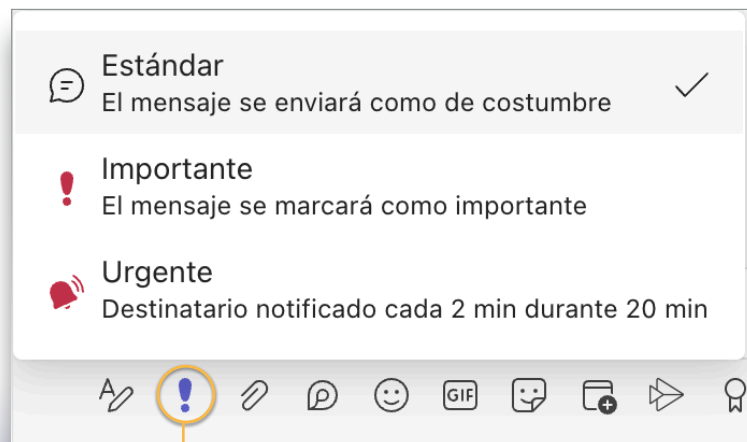 Estándar
El mensaje se enviará como de costumbre
Importante
El mensaje se marcará como importante
Urgente
Destinatario notificado cada 2 min durante 20 min
GIF